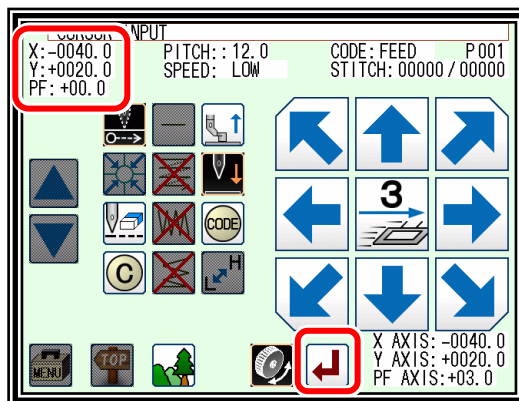 CURSOR INPUT
X:-0040.0
Y:+0020.0
PF: +00.0
PITCH::12.0
SPEED: LOW
CODE:FEED P001
STITCH:00000/00000
3
CODE
C
L H
MENU
TOP
X AXIS:-0040.0
Y AXIS:+0020.0
PF AXIS:+03.0